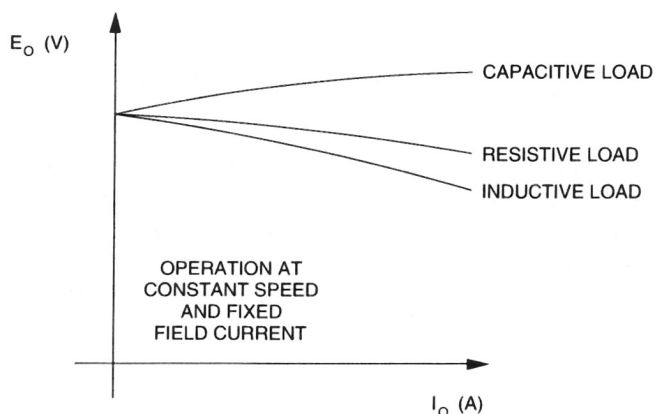 E_O (V)
CAPACITIVE LOAD
RESISTIVE LOAD
INDUCTIVE LOAD
OPERATION AT
CONSTANT SPEED
AND FIXED
FIELD CURRENT
I_O (A)